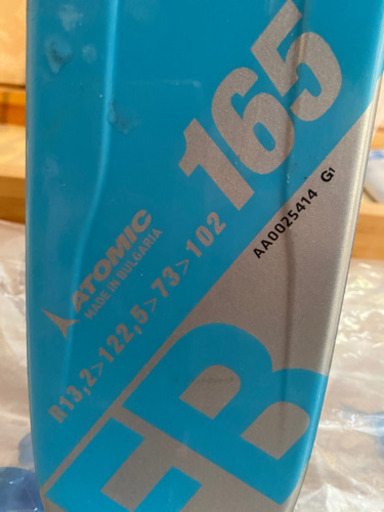 165
AA0025414 G1
ATOMIC
MADE IN BULGARIA
R13,2>122,5>73>102